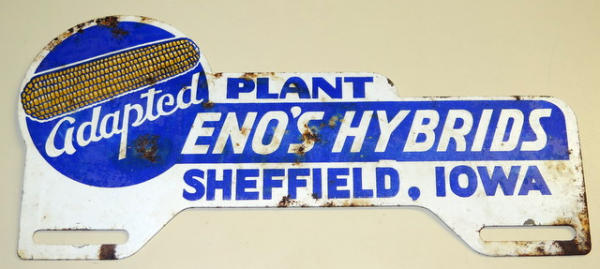 Adapted
PLANT
ENO'S HYBRIDS
SHEFFIELD, IOWA